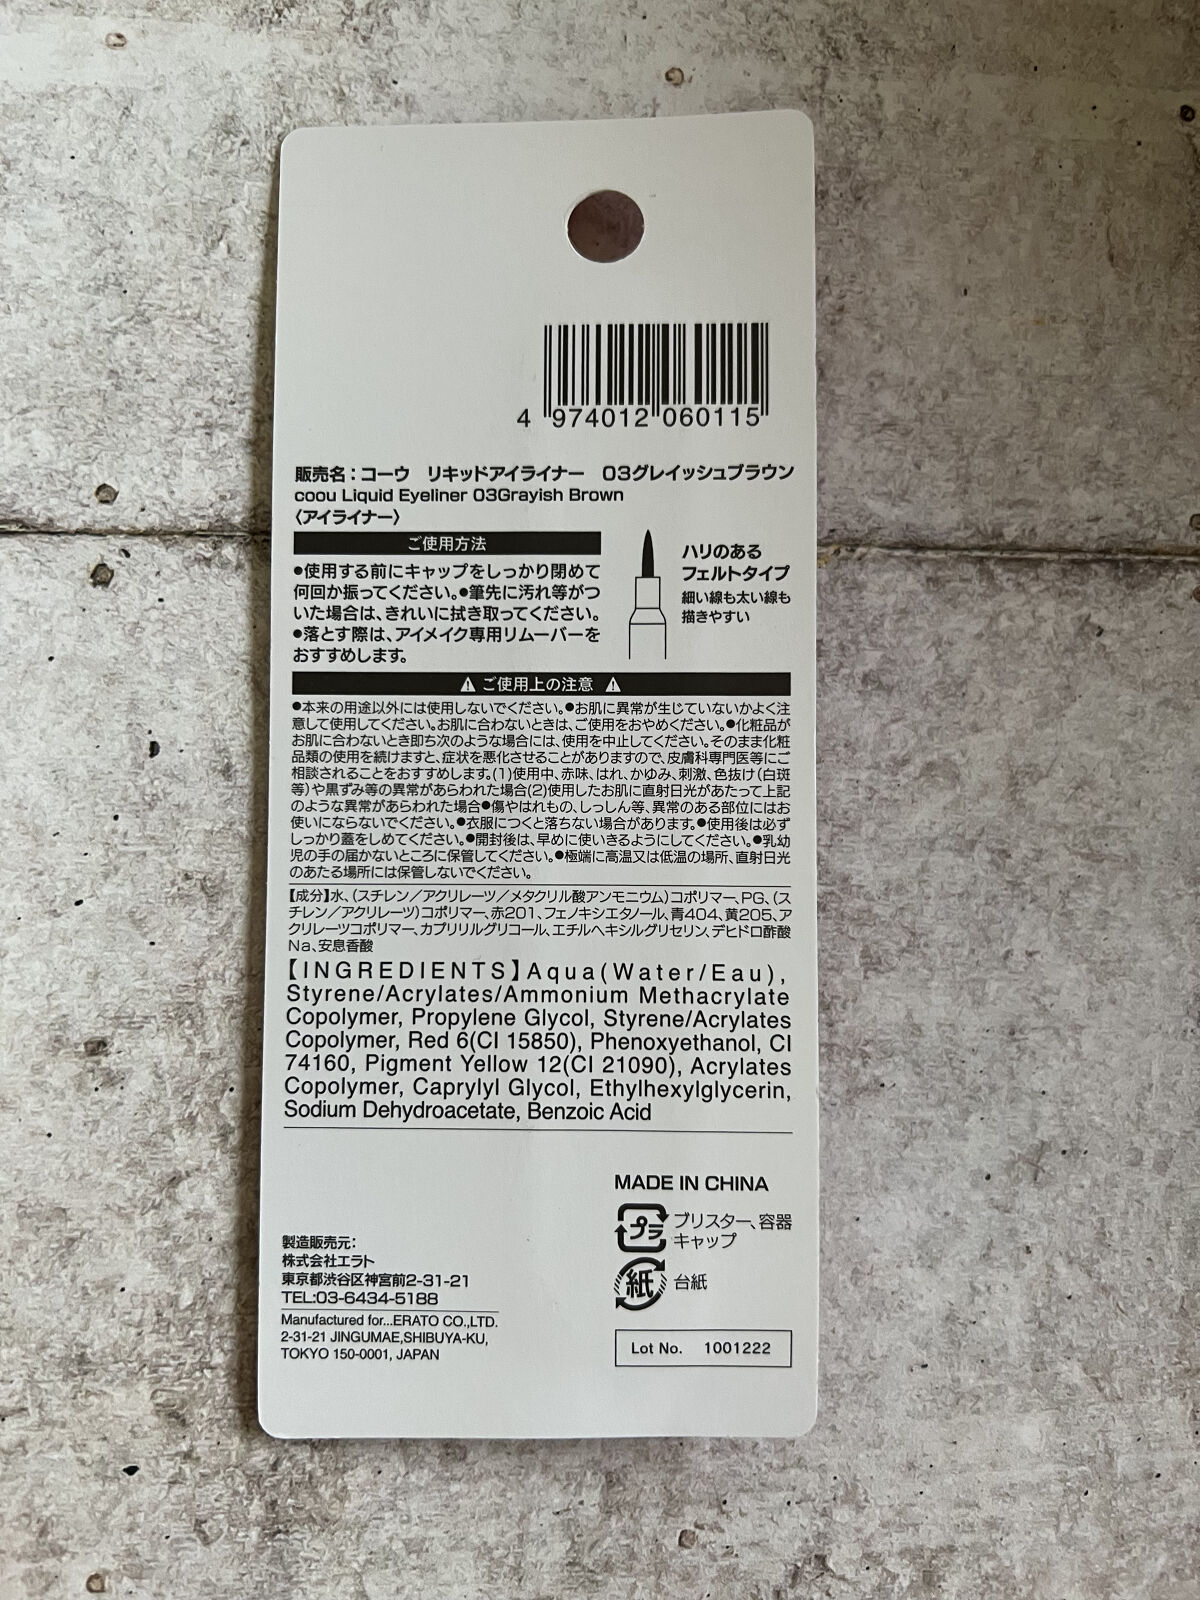 4 974012 060115
販売名：コーウ　リキッドアイライナー　03グレイッシュブラウン
coou Liquid Eyeliner 03Grayish Brown
〈アイライナー〉
ご使用方法
●使用する前にキャップをしっかり閉めて
何回か振ってください。●筆先に汚れ等がつ
いた場合は、きれいに拭き取ってください。
●落とす際は、アイメイク専用リムーバーを
おすすめします。
ハリのある
フェルトタイプ
細い線も太い線も
描きやすい
⚠ ご使用上の注意 ⚠
●本来の用途以外には使用しないでください。●お肌に異常が生じていないかよく注
意して使用してください。お肌に合わないときは、ご使用をおやめください。●化粧品が
お肌に合わないとき即ち次のような場合には、使用を中止してください。そのまま化粧
品類の使用を続けますと、症状を悪化させることがありますので、皮膚科専門医等にご
相談されることをおすすめします。(1)使用中、赤味、はれ、かゆみ、刺激、色抜け(白斑
等)や黒ずみ等の異常があらわれた場合(2)使用したお肌に直射日光があたって上記
のような異常があらわれた場合●傷やはれもの、しっしん等、異常のある部位にはお
使いにならないでください。●衣服につくと落ちない場合があります。●使用後は必ず
しっかり蓋をしめてください。●開封後は、早めに使いきるようにしてください。●乳幼
児の手の届かないところに保管してください。●極端に高温又は低温の場所、直射日光
のあたる場所には保管しないでください。
【成分】水、(スチレン／アクリレーツ／メタクリル酸アンモニウム)コポリマー、PG、(ス
チレン／アクリレーツ)コポリマー、赤201、フェノキシエタノール、青404、黄205、ア
クリレーツコポリマー、カプリリルグリコール、エチルヘキシルグリセリン、デヒドロ酢酸
Na、安息香酸
【INGREDIENTS】Aqua(Water/Eau),
Styrene/Acrylates/Ammonium Methacrylate
Copolymer, Propylene Glycol, Styrene/Acrylates
Copolymer, Red 6(CI 15850), Phenoxyethanol, CI
74160, Pigment Yellow 12(CI 21090), Acrylates
Copolymer, Caprylyl Glycol, Ethylhexylglycerin,
Sodium Dehydroacetate, Benzoic Acid
MADE IN CHINA
プラ ブリスター、容器
キャップ
紙 台紙
製造販売元：
株式会社エラト
東京都渋谷区神宮前2-31-21
TEL:03-6434-5188
Manufactured for...ERATO CO.,LTD.
2-31-21 JINGUMAE,SHIBUYA-KU,
TOKYO 150-0001, JAPAN
Lot No. 1001222